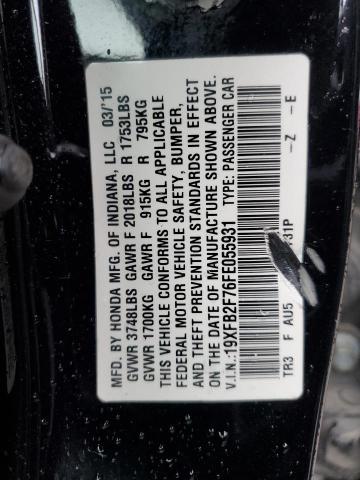 MFG. BY HONDA MFG. OF INDIANA, LLC 03/'15
GVWR 3748LBS GAWR F 2018LBS R 1753LBS
GVWR 1700KG GAWR F 915KG R 795KG
THIS VEHICLE CONFORMS TO ALL APPLICABLE
FEDERAL MOTOR VEHICLE SAFETY, BUMPER,
AND THEFT PREVENTION STANDARDS IN EFFECT
ON THE DATE OF MANUFACTURE SHOWN ABOVE.
V.I.N.:19XFB2F76FE055931 TYPE: PASSENGER CAR
TR3 F AU5 31P -Z -E